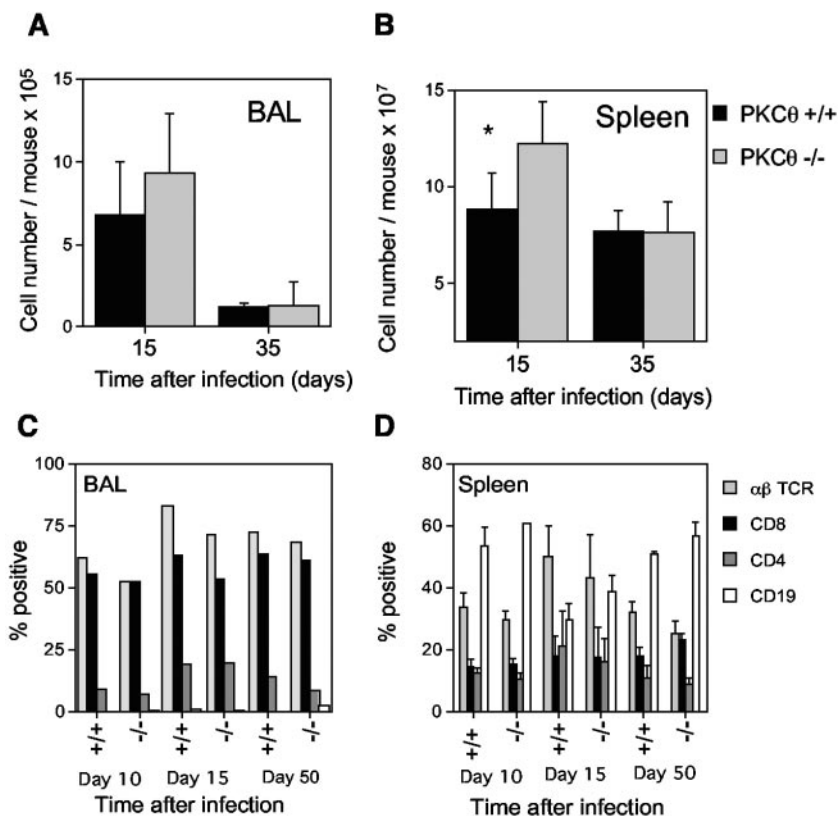 A
Cell number / mouse x 10⁵
15
10
5
0
BAL
15
35
Time after infection (days)
B
Cell number / mouse x 10⁷
15
10
5
*
Spleen
15
35
Time after infection (days)
PKCθ +/+
PKCθ -/-
C
% positive
100
75
50
25
0
BAL
+/+
-/-
+/+
-/-
+/+
-/-
Day 10
Day 15
Day 50
Time after infection
D
% positive
80
60
40
20
0
Spleen
+/+
-/-
+/+
-/-
+/+
-/-
Day 10
Day 15
Day 50
Time after infection
αβ TCR
CD8
CD4
CD19